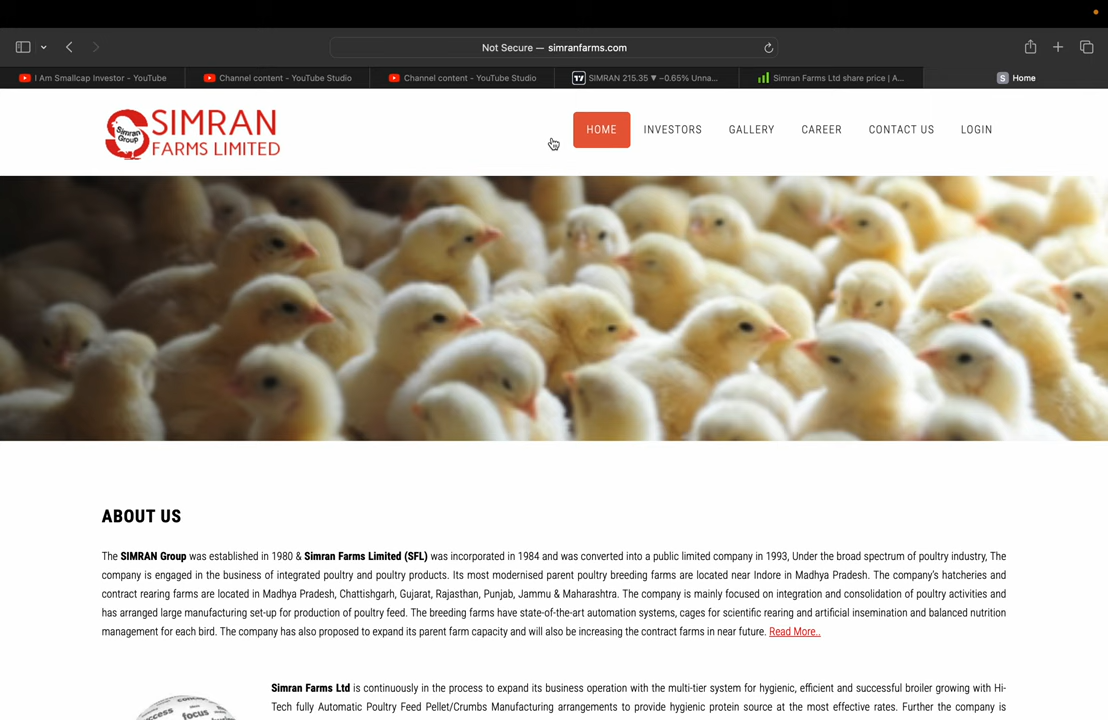 Not Secure — simranfarms.com
I Am Smallcap Investor - YouTube
Channel content - YouTube Studio
Channel content - YouTube Studio
SIMRAN 215.35 ▼ −0.65% Unna...
Simran Farms Ltd share price | A...
S Home
SIMRAN
FARMS LIMITED
Simran
Group
HOME
INVESTORS
GALLERY
CAREER
CONTACT US
LOGIN
ABOUT US
The SIMRAN Group was established in 1980 & Simran Farms Limited (SFL) was incorporated in 1984 and was converted into a public limited company in 1993, Under the broad spectrum of poultry industry, The
company is engaged in the business of integrated poultry and poultry products. Its most modernised parent poultry breeding farms are located near Indore in Madhya Pradesh. The company's hatcheries and
contract rearing farms are located in Madhya Pradesh, Chattishgarh, Gujarat, Rajasthan, Punjab, Jammu & Maharashtra. The company is mainly focused on integration and consolidation of poultry activities and
has arranged large manufacturing set-up for production of poultry feed. The breeding farms have state-of-the-art automation systems, cages for scientific rearing and artificial insemination and balanced nutrition
management for each bird. The company has also proposed to expand its parent farm capacity and will also be increasing the contract farms in near future. Read More..
Simran Farms Ltd is continuously in the process to expand its business operation with the multi-tier system for hygienic, efficient and successful broiler growing with Hi-
Tech fully Automatic Poultry Feed Pellet/Crumbs Manufacturing arrangements to provide hygienic protein source at the most effective rates. Further the company is
focus